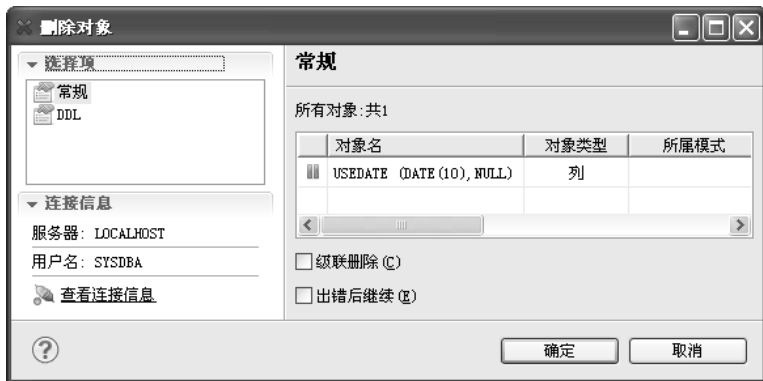 删除对象
选择项
常规
DDL
连接信息
服务器: LOCALHOST
用户名: SYSDBA
查看连接信息
常规
所有对象:共1
对象名 对象类型 所属模式
USEDATE (DATE(10), NULL) 列
级联删除(C)
出错后继续(E)
确定 取消